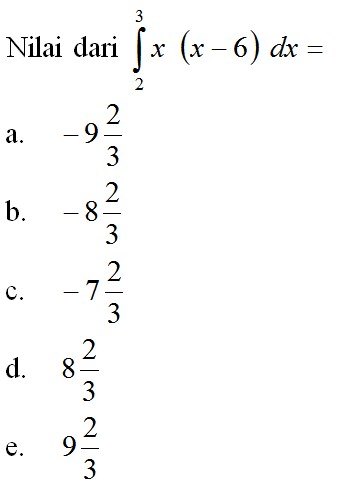 Nilai dari ∫₂³ x (x − 6) dx =
a. −9 2/3
b. −8 2/3
c. −7 2/3
d. 8 2/3
e. 9 2/3